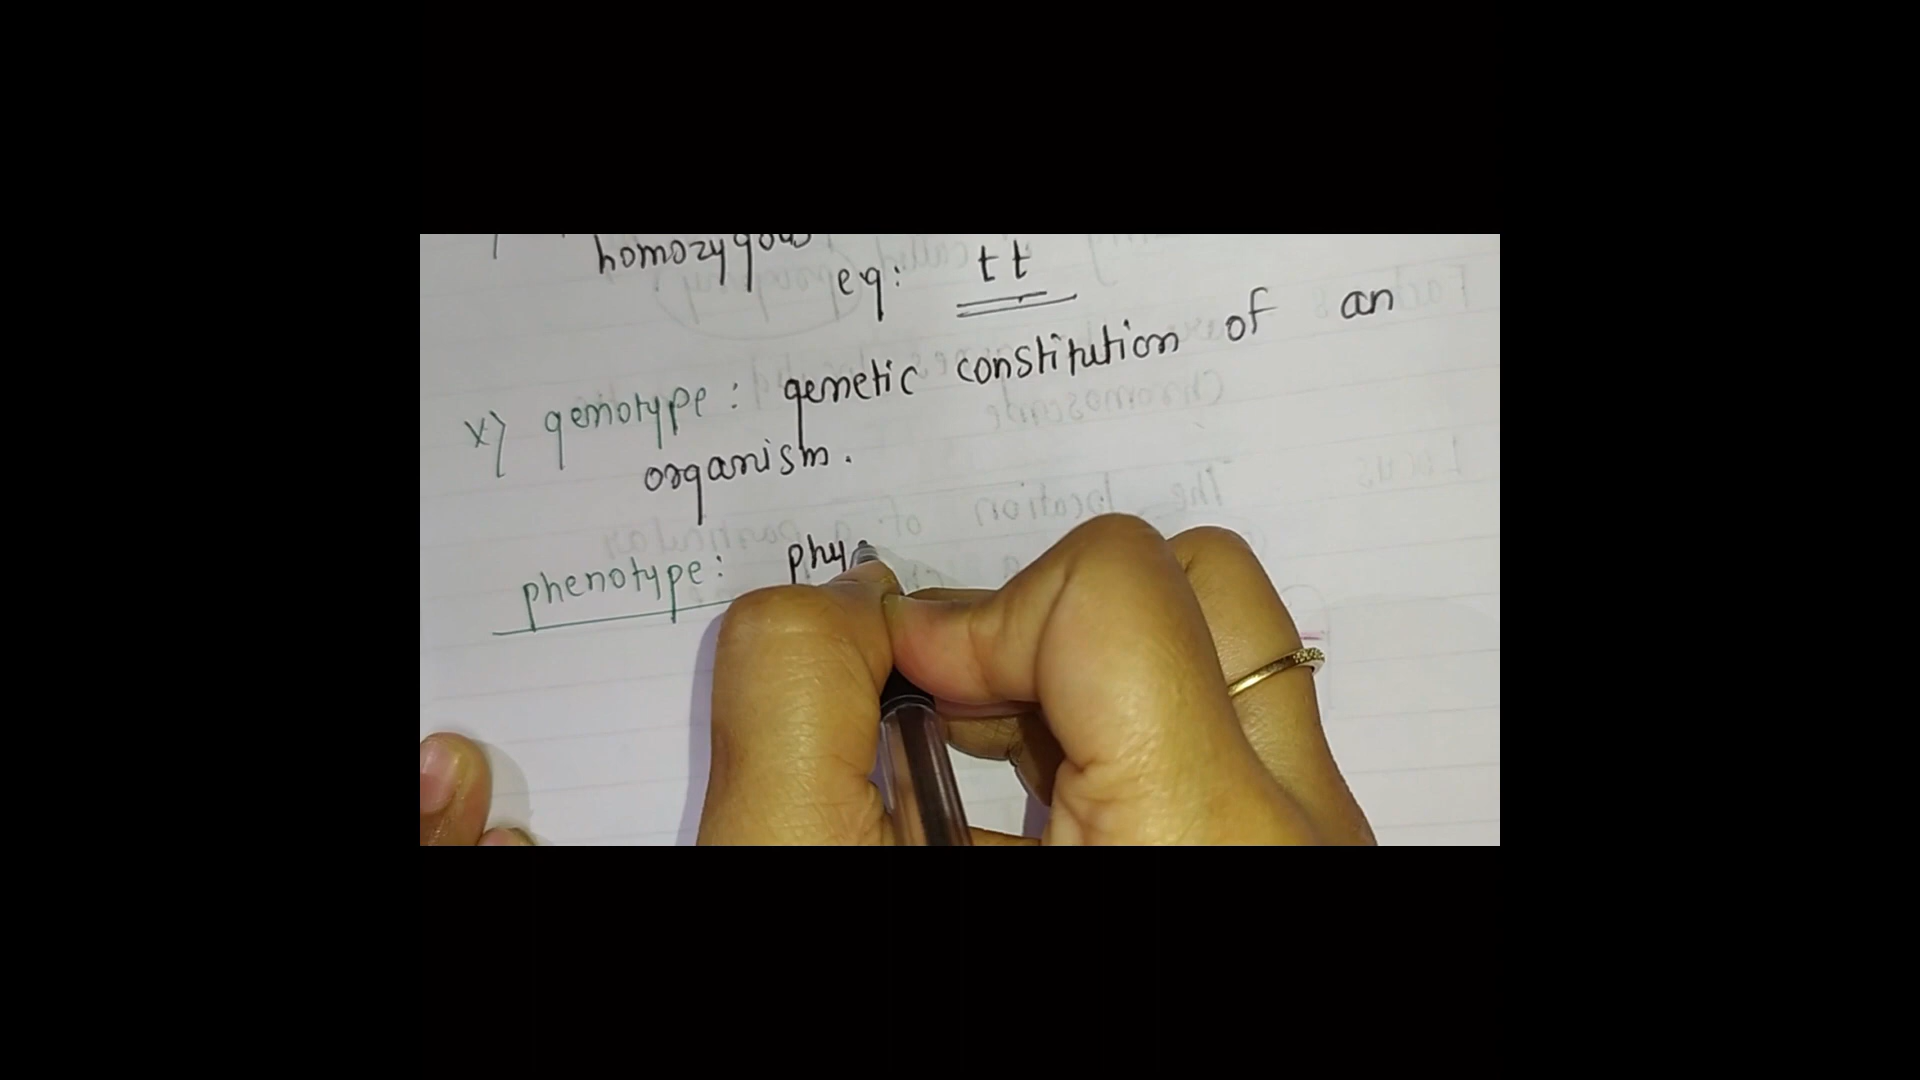 homozygous
eg: tt
x) genotype: genetic constitution of an
organism.
phenotype: phy